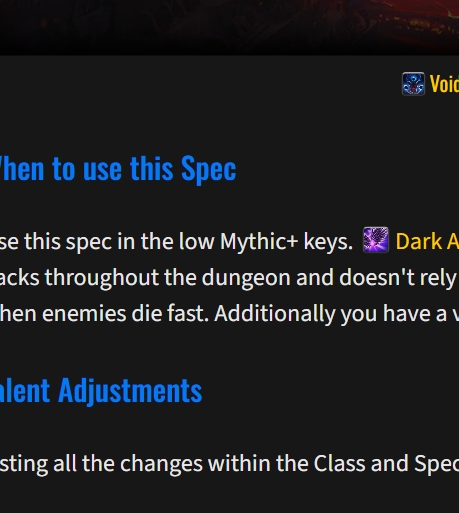 Void
When to use this Spec
se this spec in the low Mythic+ keys. Dark A
acks throughout the dungeon and doesn't rely
hen enemies die fast. Additionally you have a v
alent Adjustments
sting all the changes within the Class and Spec